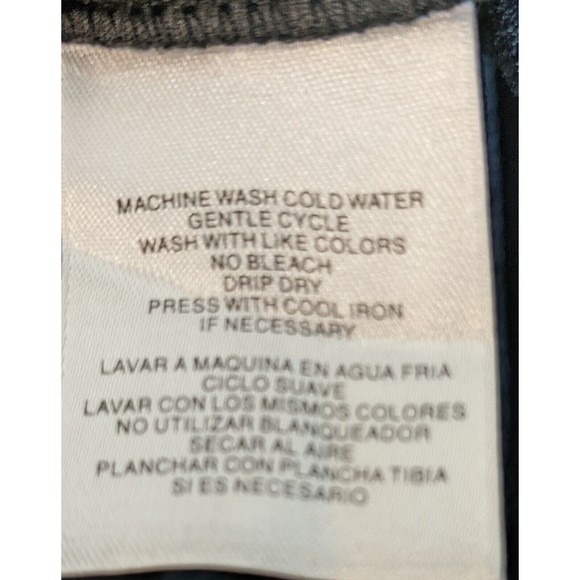 MACHINE WASH COLD WATER
GENTLE CYCLE
WASH WITH LIKE COLORS
NO BLEACH
DRIP DRY
PRESS WITH COOL IRON
IF NECESSARY
LAVAR A MAQUINA EN AGUA FRIA
CICLO SUAVE
LAVAR CON LOS MISMOS COLORES
NO UTILIZAR BLANQUEADOR
SECAR AL AIRE
PLANCHAR CON PLANCHA TIBIA
SI ES NECESARIO